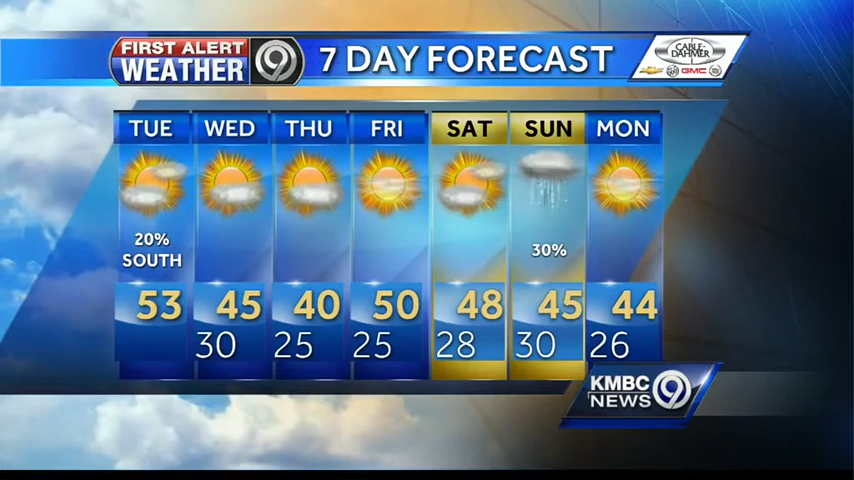 FIRST ALERT
WEATHER 9
7 DAY FORECAST
CABLE-DAHMER
GMC
TUE WED THU FRI SAT SUN MON
20%
SOUTH
30%
53 45 40 50 48 45 44
30 25 25 28 30 26
KMBC 9
NEWS